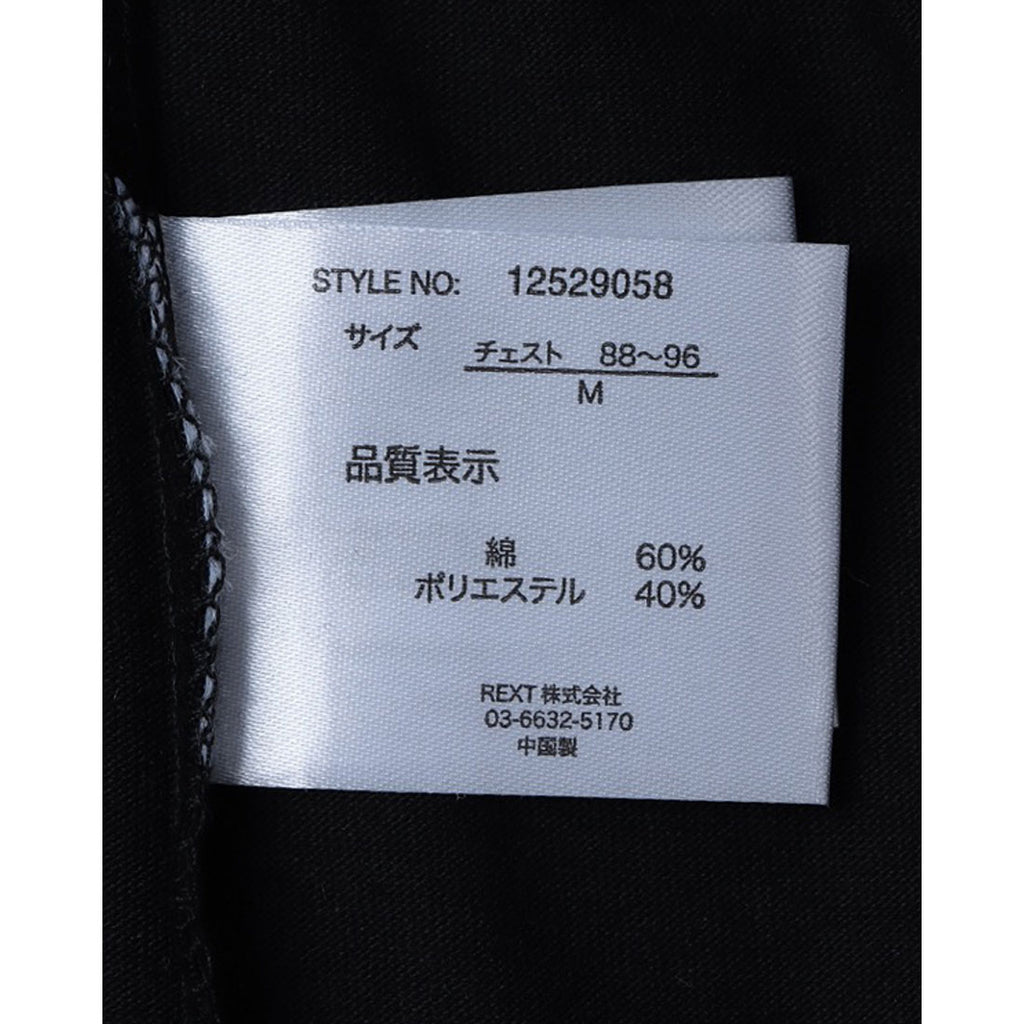 STYLE NO: 12529058
サイズ チェスト 88〜96
M
品質表示
綿 60%
ポリエステル 40%
REXT 株式会社
03-6632-5170
中国製